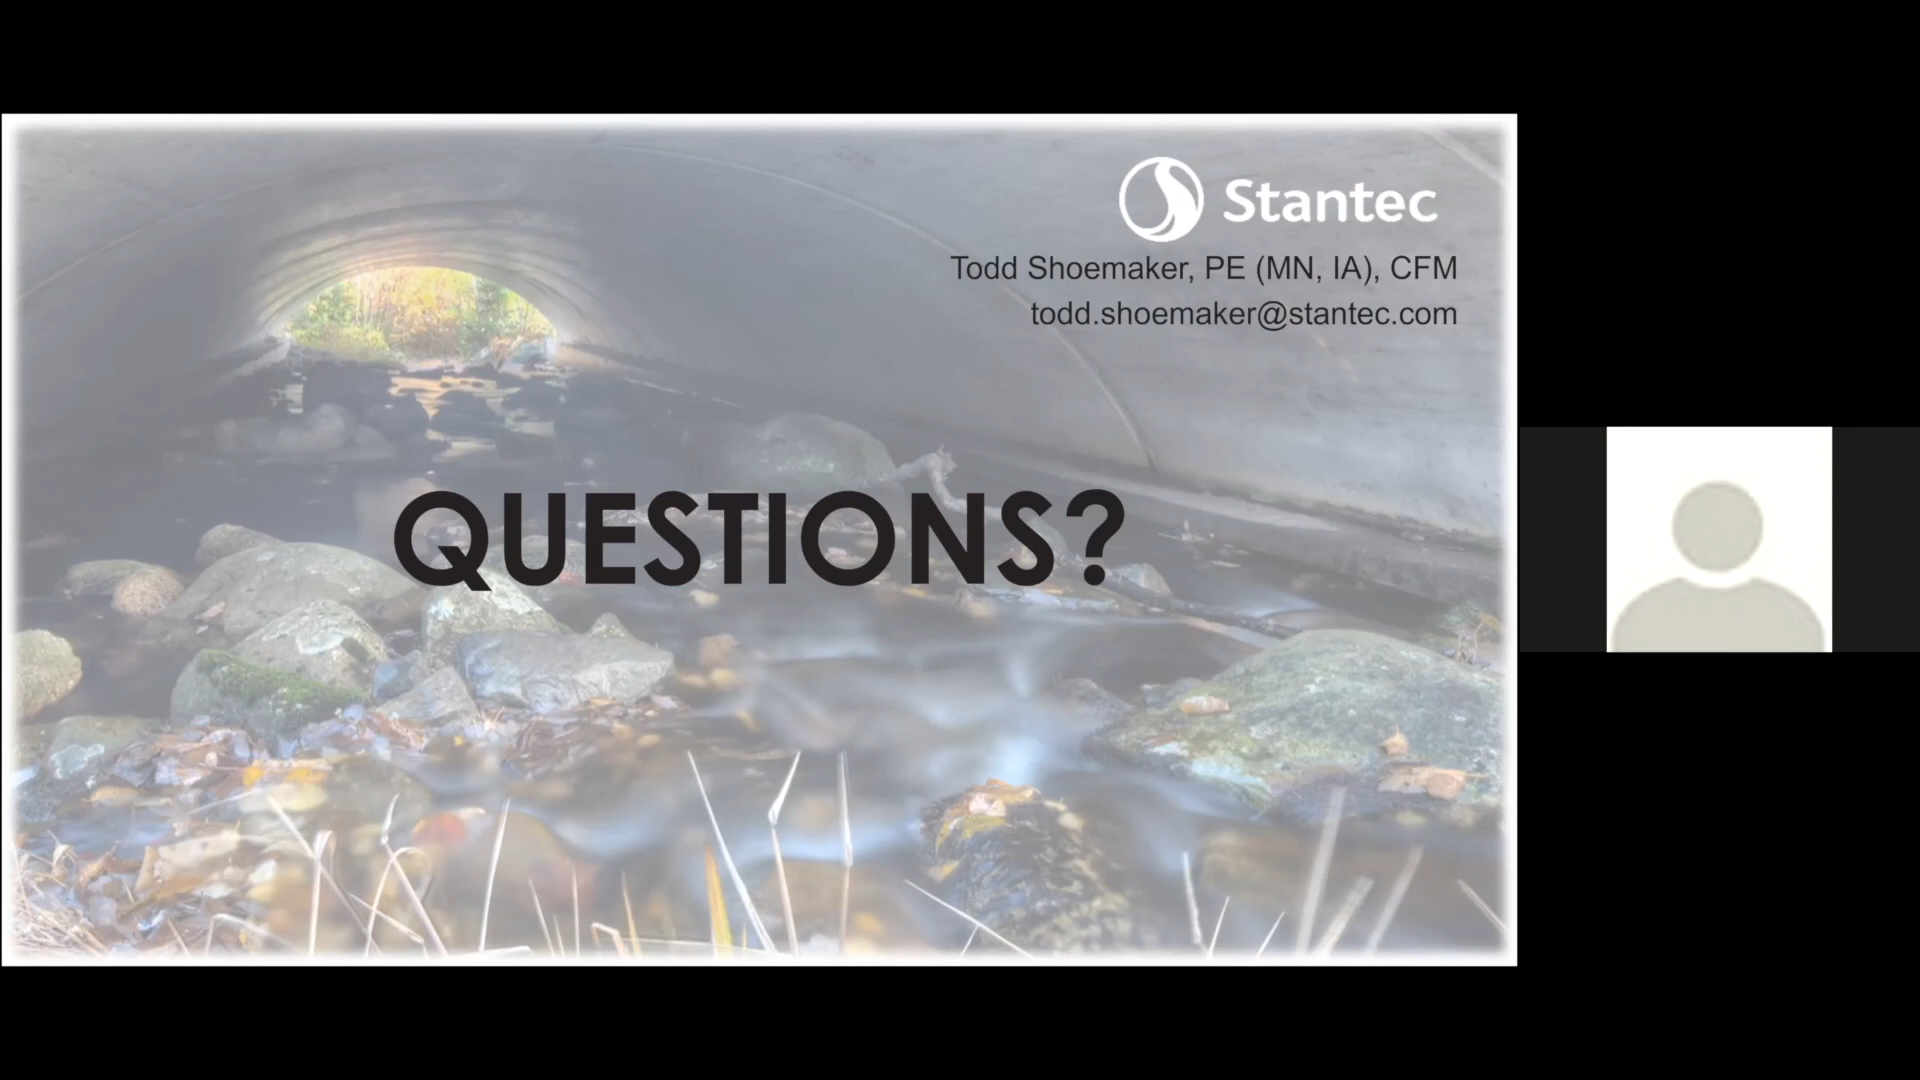 Stantec
Todd Shoemaker, PE (MN, IA), CFM
todd.shoemaker@stantec.com
QUESTIONS?